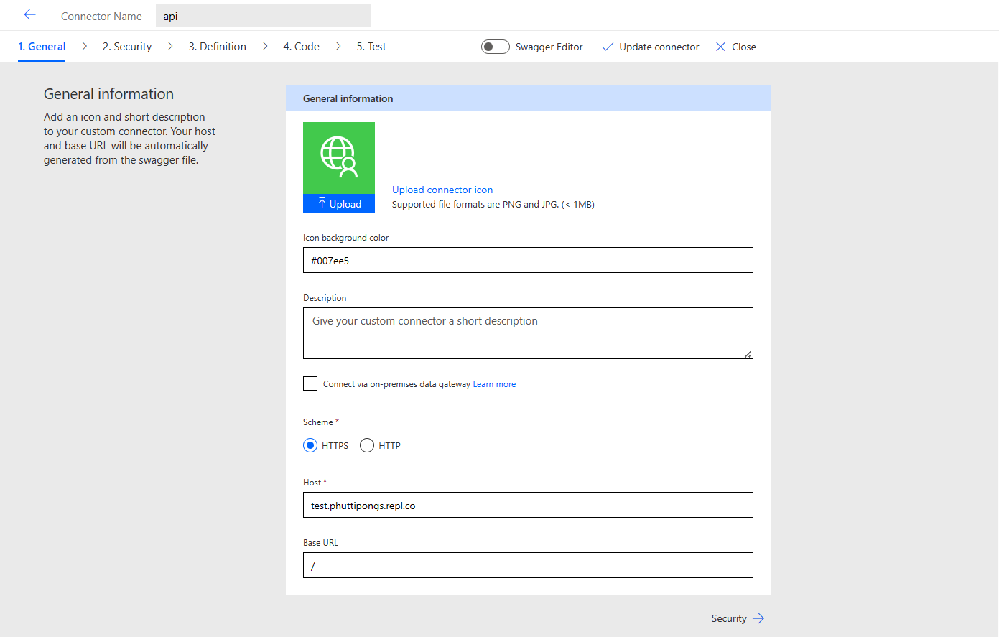 Connector Name
api
1. General
2. Security
3. Definition
4. Code
5. Test
Swagger Editor
Update connector
Close
General information
Add an icon and short description
to your custom connector. Your host
and base URL will be automatically
generated from the swagger file.
General information
Upload
Upload connector icon
Supported file formats are PNG and JPG. (< 1MB)
Icon background color
#007ee5
Description
Give your custom connector a short description
Connect via on-premises data gateway Learn more
Scheme *
HTTPS
HTTP
Host *
test.phuttipongs.repl.co
Base URL
/
Security